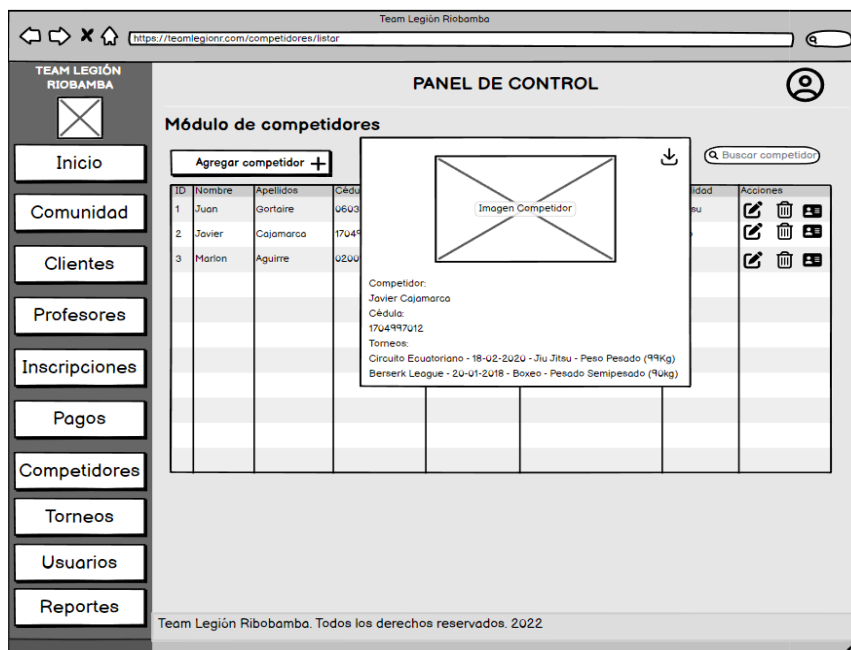 Team Legión Riobamba
https://teamlegionr.com/competidores/listar
TEAM LEGIÓN
RIOBAMBA
PANEL DE CONTROL
Módulo de competidores
Inicio
Comunidad
Clientes
Profesores
Inscripciones
Pagos
Competidores
Torneos
Usuarios
Reportes
Agregar competidor
Buscar competidor
ID Nombre Apellidos Cédu lidad Acciones
1 Juan Gortaire 0603 su
2 Javier Cajamarca 1704
3 Marlon Aguirre 0200
Imagen Competidor
Competidor:
Javier Cajamarca
Cédula:
1704997012
Torneos:
Circuito Ecuatoriano - 18-02-2020 - Jiu Jitsu - Peso Pesado (99Kg)
Berserk League - 20-01-2018 - Boxeo - Pesado Semipesado (90kg)
Team Legión Ribobamba. Todos los derechos reservados. 2022